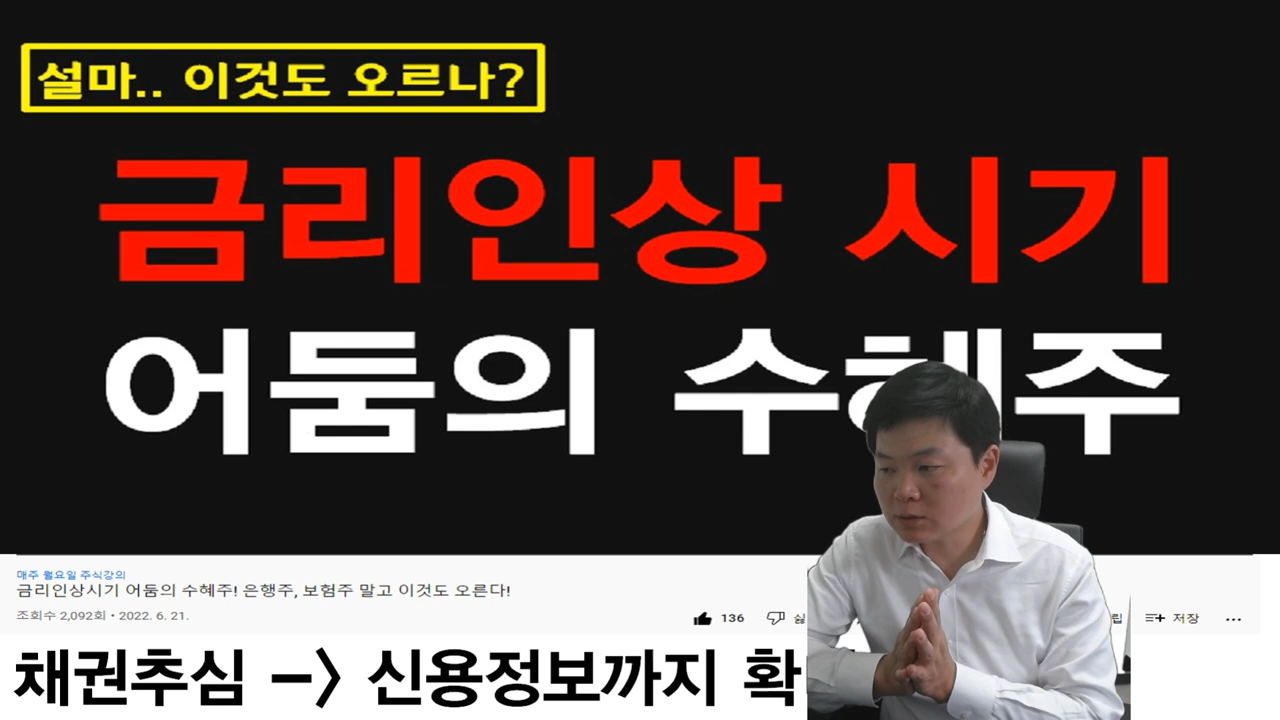 설마.. 이것도 오르나?
금리인상 시기
어둠의 수혜주
매주 월요일 주식강의
금리인상시기 어둠의 수혜주! 은행주, 보험주 말고 이것도 오른다!
조회수 2,092회 • 2022. 6. 21.
136
저장
채권추심 –> 신용정보까지 확